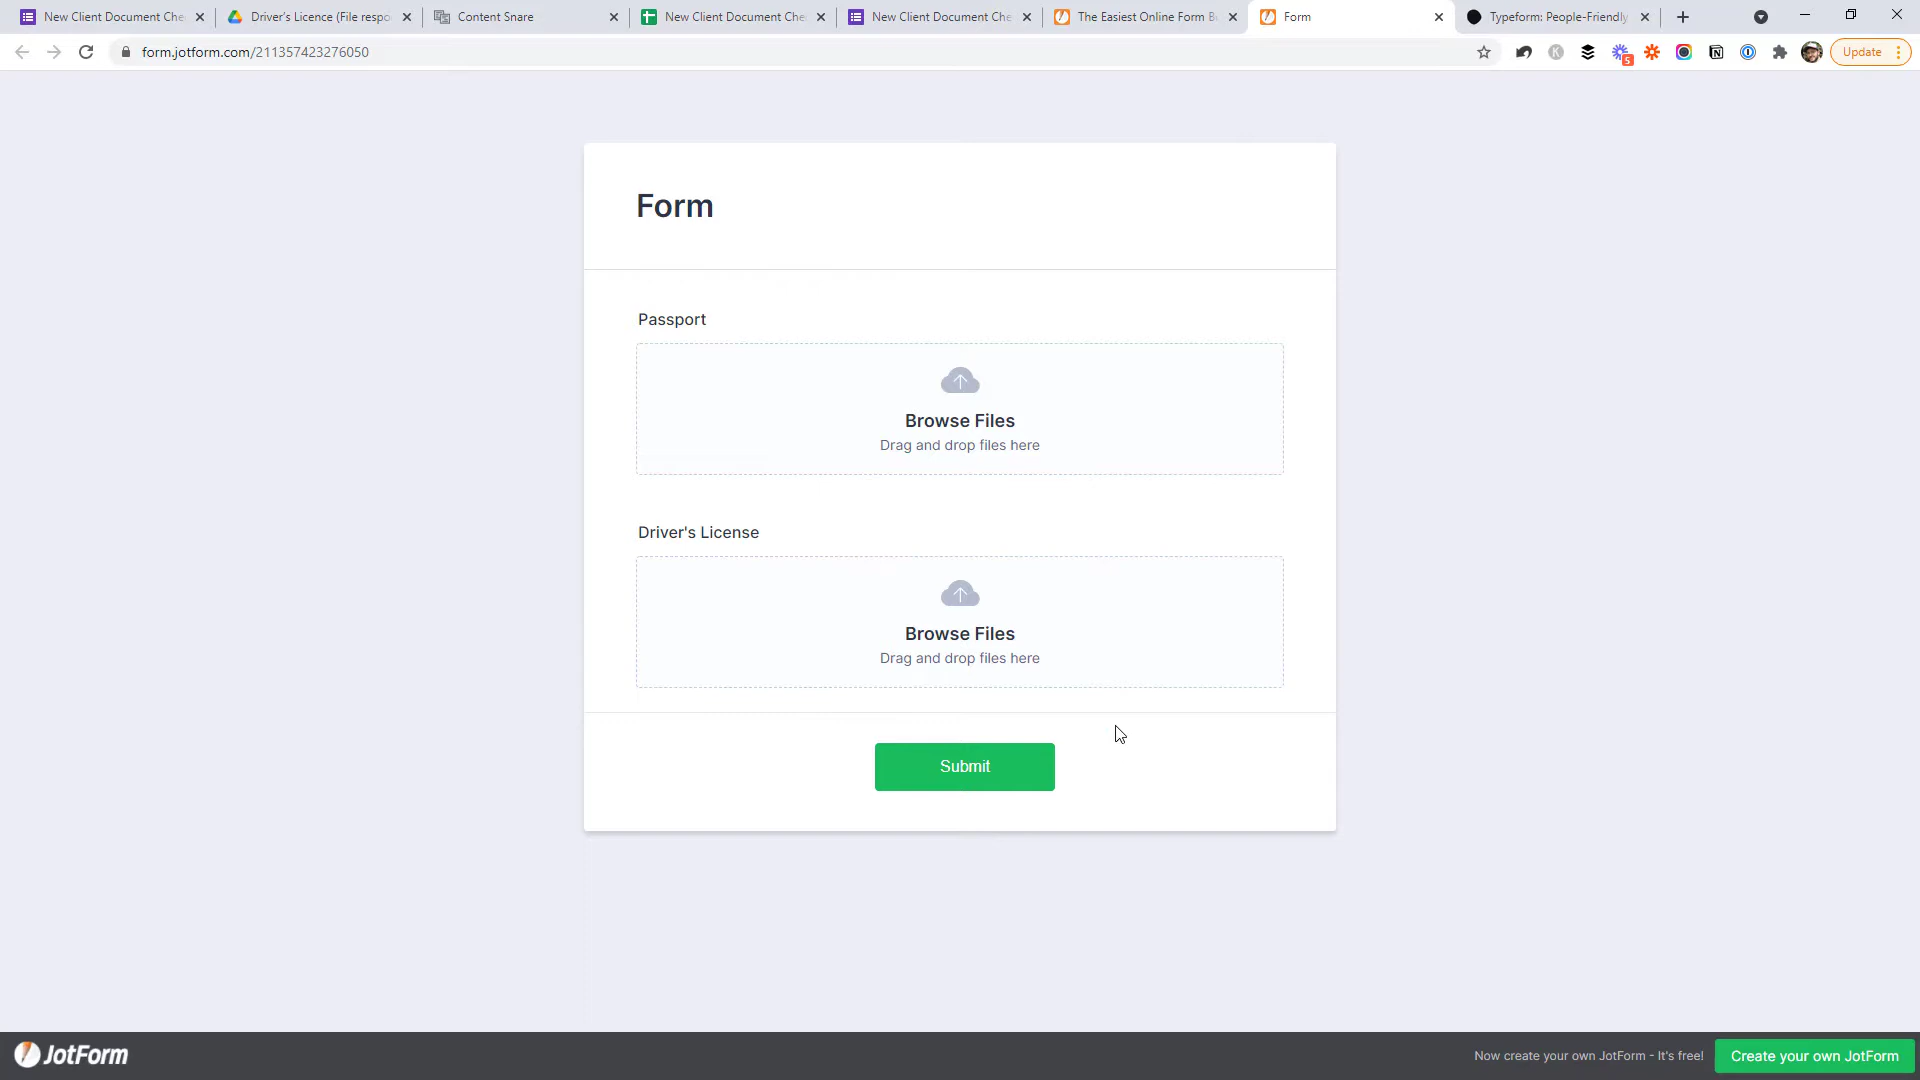 New Client Document Che
Driver's Licence (File respo
Content Snare
New Client Document Che
New Client Document Che
The Easiest Online Form B
Form
Typeform: People-Friendly
form.jotform.com/211357423276050
5
Update
Form
Passport
Browse Files
Drag and drop files here
Driver's License
Browse Files
Drag and drop files here
Submit
JotForm
Now create your own JotForm - It's free!
Create your own JotForm